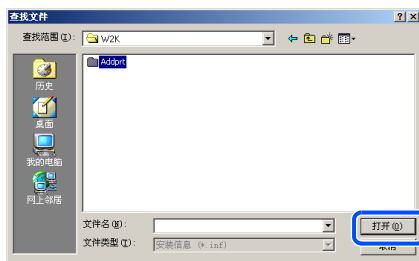 查找文件
查找范围(I):
W2K
Addprt
历史
桌面
我的电脑
网上邻居
文件名(N):
打开(O)
文件类型(T):
安装信息 (*.inf)
取消